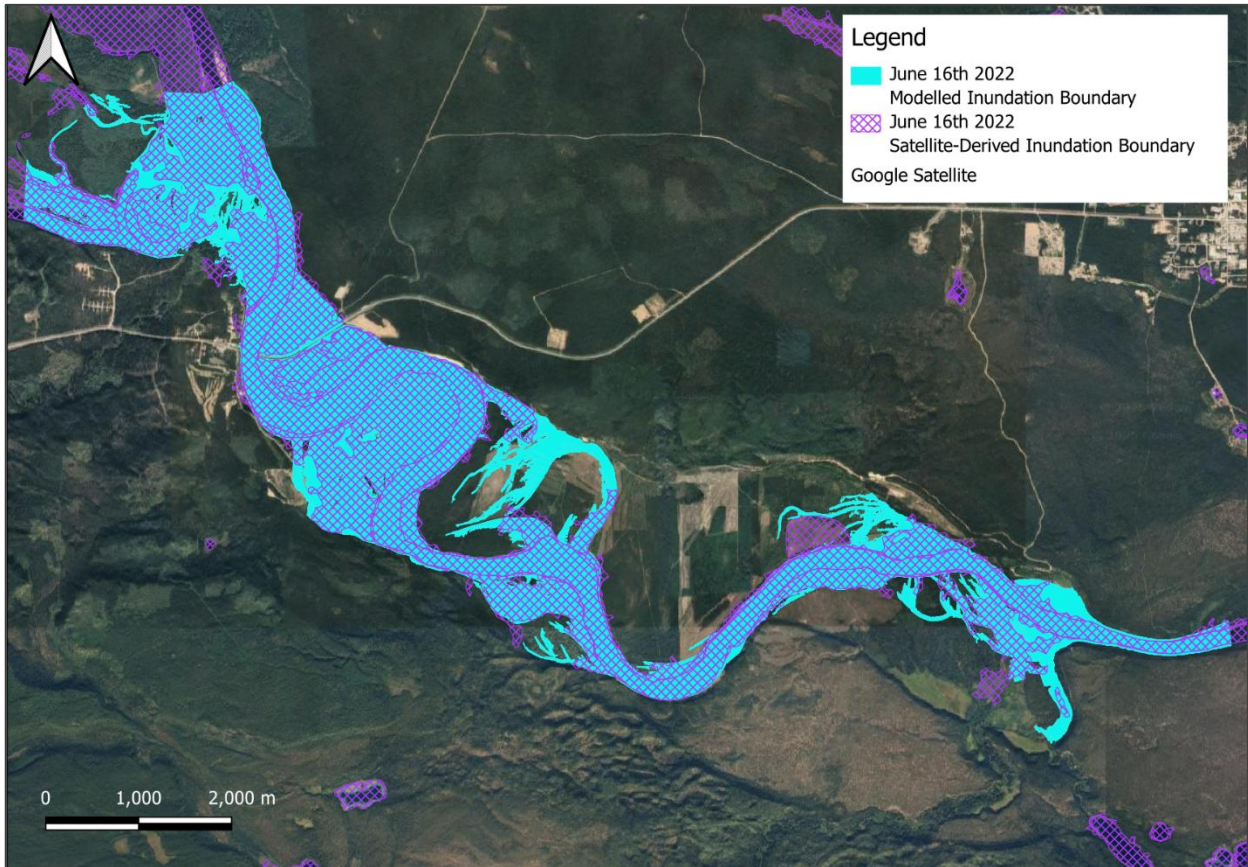 Legend
June 16th 2022
Modelled Inundation Boundary
June 16th 2022
Satellite-Derived Inundation Boundary
Google Satellite
0 1,000 2,000 m